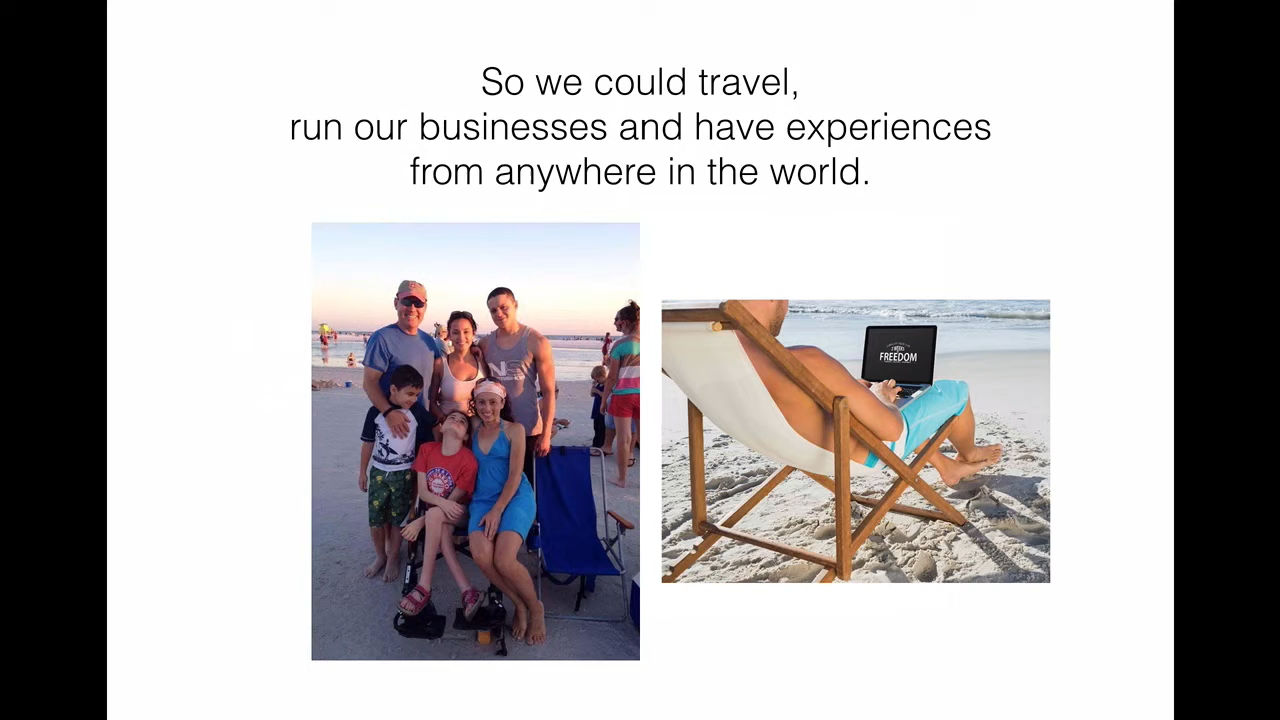 So we could travel,
run our businesses and have experiences
from anywhere in the world.
FREEDOM